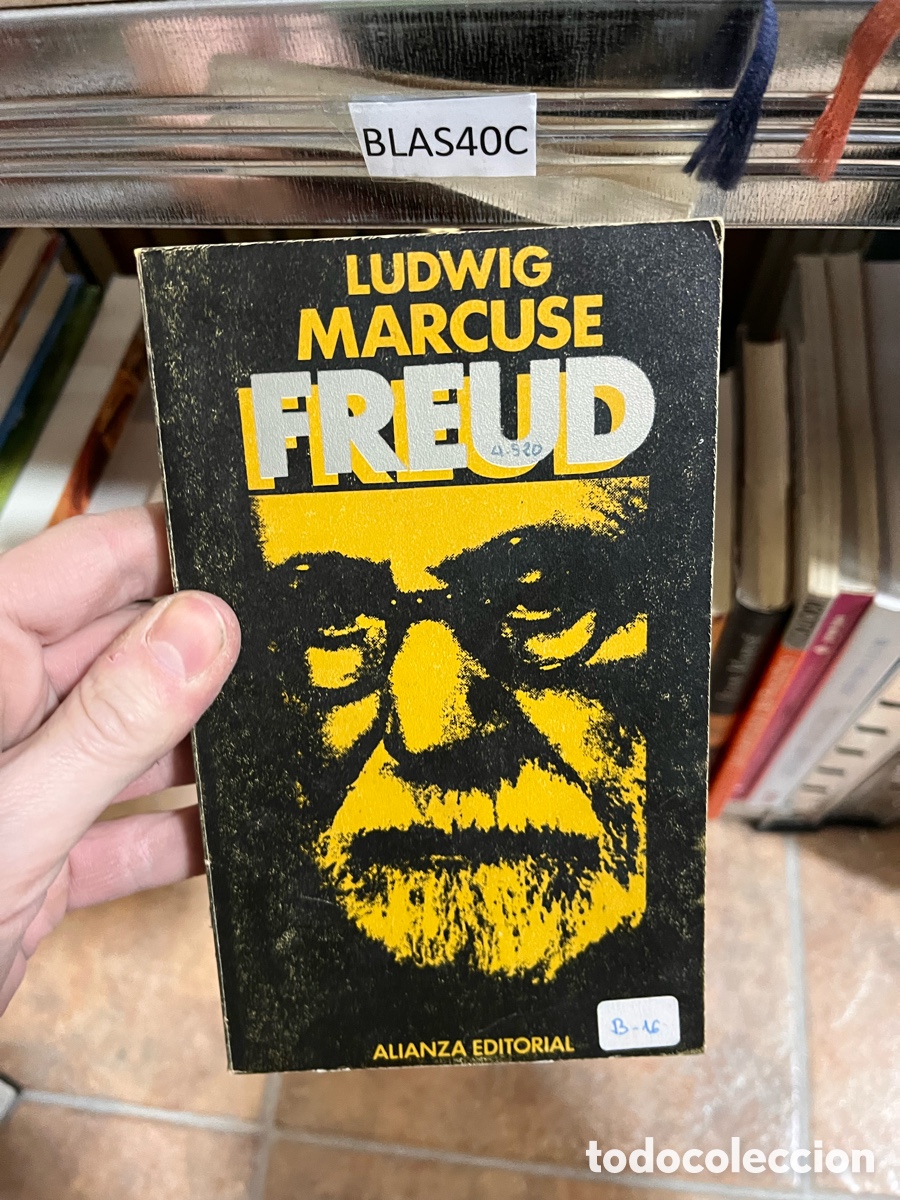 BLAS40C
LUDWIG
MARCUSE
FREUD
4-520
ALIANZA EDITORIAL
B-16
todocoleccion